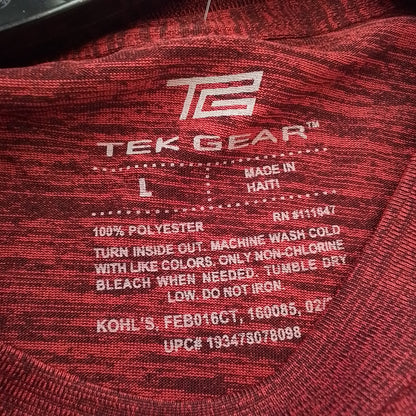 TEK GEAR™
L
MADE IN
HAITI
100% POLYESTER
RN #111647
TURN INSIDE OUT. MACHINE WASH COLD
WITH LIKE COLORS. ONLY NON-CHLORINE
BLEACH WHEN NEEDED. TUMBLE DRY
LOW. DO NOT IRON.
KOHL'S, FEB016CT, 160085,
UPC# 193478078098